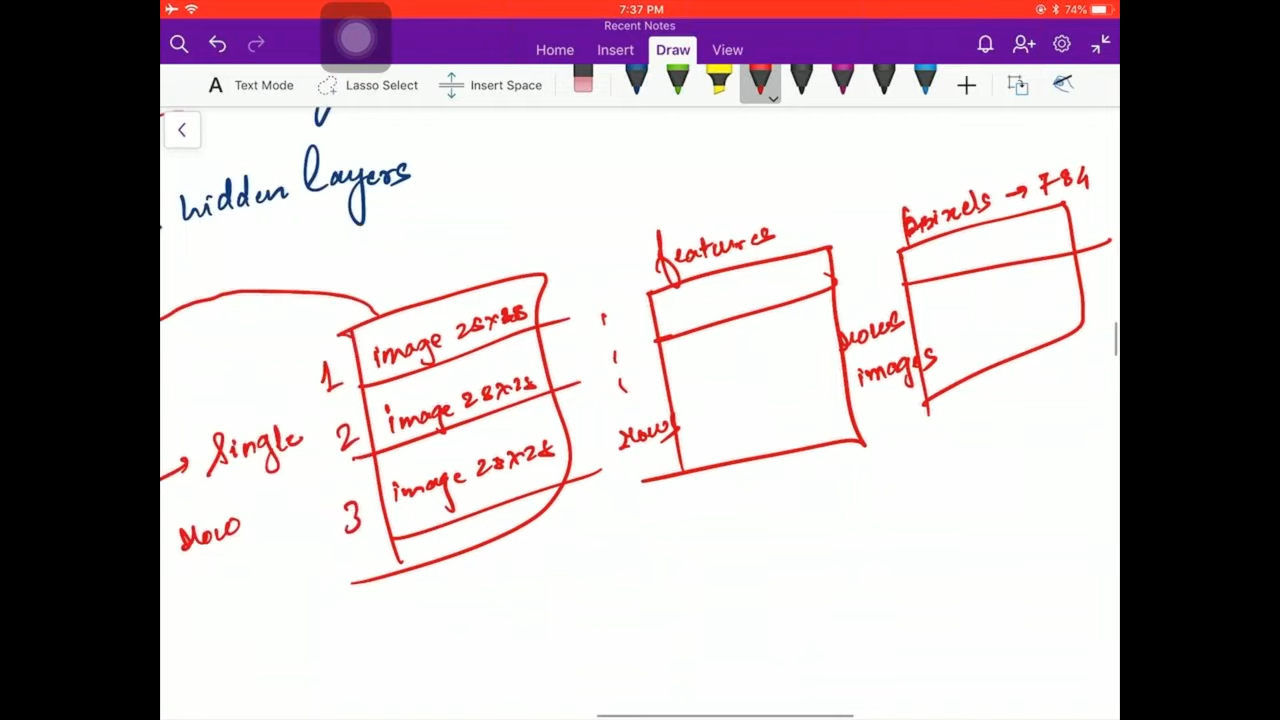 7:37 PM
74%
Recent Notes
Home Insert Draw View
Text Mode
Lasso Select
Insert Space
hidden layers
1 image 28x28
2 image 28x28
3 image 28x28
→ Single
row
features
rows
pixels → 784
rows
images